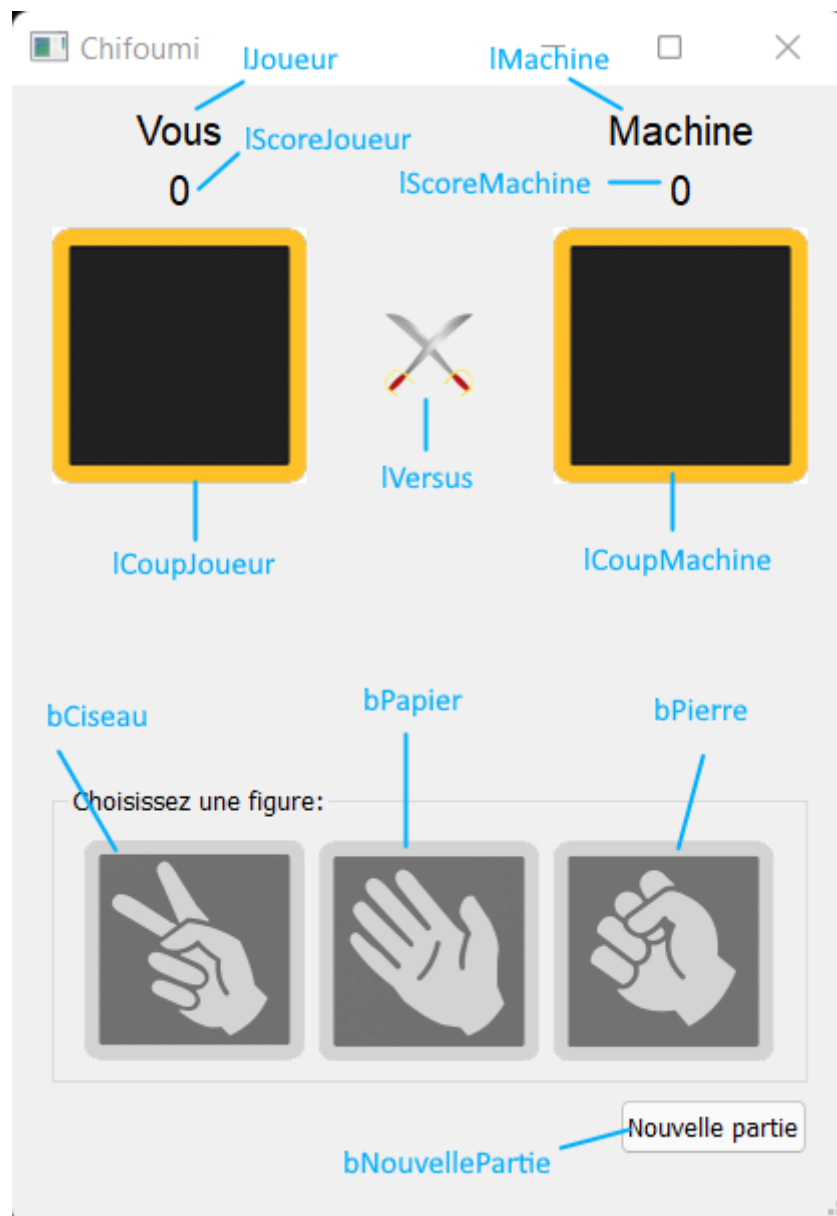 Chifoumi
lJoueur
lMachine
Vous
Machine
lScoreJoueur
0
lScoreMachine
0
lVersus
lCoupJoueur
lCoupMachine
bCiseau
bPapier
bPierre
Choisissez une figure:
Nouvelle partie
bNouvellePartie